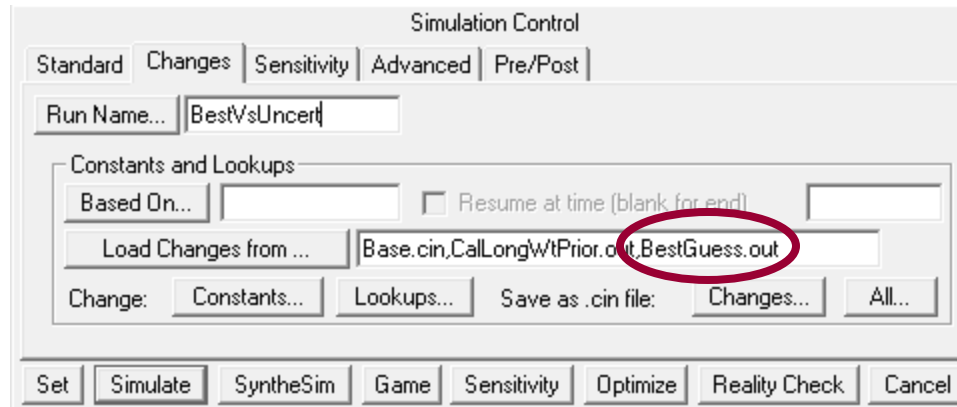 Simulation Control
Standard Changes Sensitivity Advanced Pre/Post
Run Name... BestVsUncert
Constants and Lookups
Based On... Resume at time (blank for end)
Load Changes from ... Base.cin,CalLongWtPrior.out,BestGuess.out
Change: Constants... Lookups... Save as .cin file: Changes... All...
Set Simulate SyntheSim Game Sensitivity Optimize Reality Check Cancel